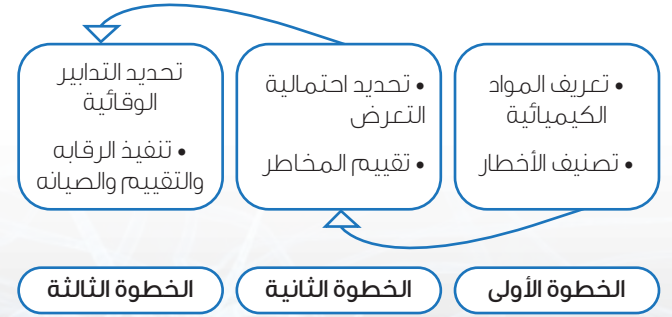 • تعريف المواد
الكيميائية
• تصنيف الأخطار
• تحديد احتمالية
التعرض
• تقييم المخاطر
تحديد التدابير
الوقائية
• تنفيذ الرقابه
والتقييم والصيانه
الخطوة الأولى
الخطوة الثانية
الخطوة الثالثة